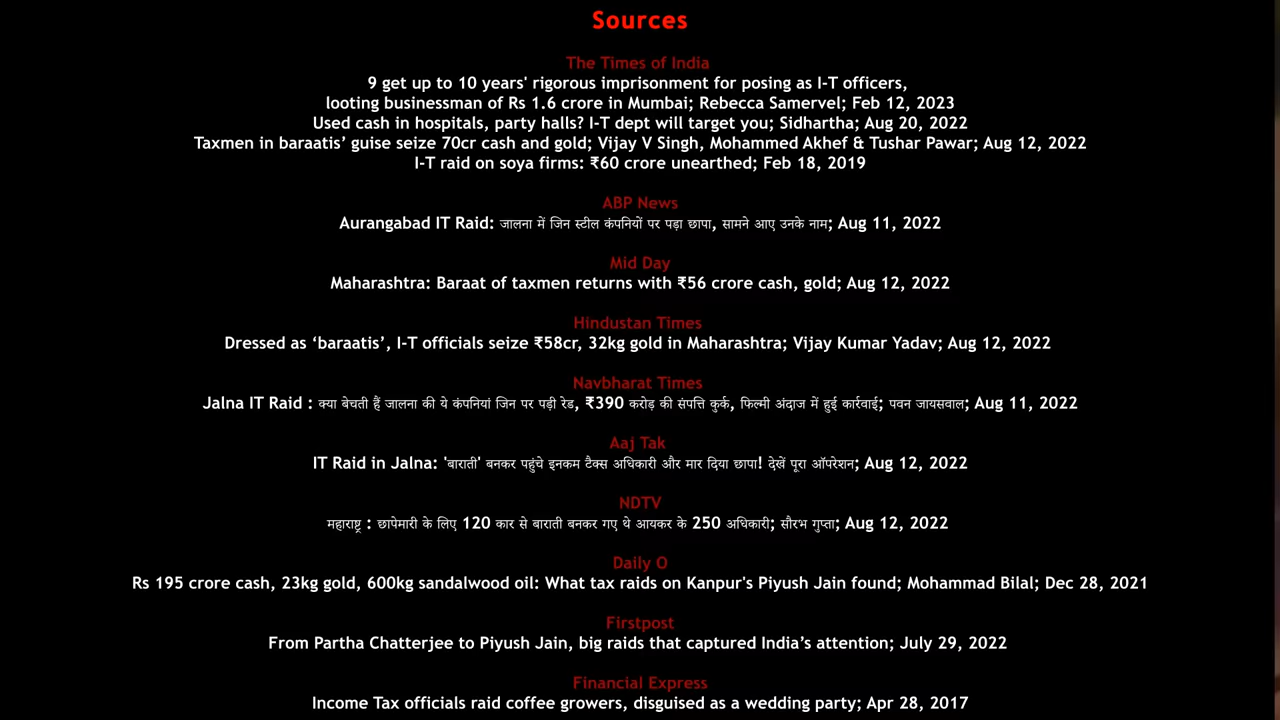 Sources
The Times of India
9 get up to 10 years' rigorous imprisonment for posing as I-T officers,
looting businessman of Rs 1.6 crore in Mumbai; Rebecca Samervel; Feb 12, 2023
Used cash in hospitals, party halls? I-T dept will target you; Sidhartha; Aug 20, 2022
Taxmen in baraatis’ guise seize 70cr cash and gold; Vijay V Singh, Mohammed Akhef & Tushar Pawar; Aug 12, 2022
I-T raid on soya firms: ₹60 crore unearthed; Feb 18, 2019
ABP News
Aurangabad IT Raid: जालना में जिन स्टील कंपनियों पर पड़ा छापा, सामने आए उनके नाम; Aug 11, 2022
Mid Day
Maharashtra: Baraat of taxmen returns with ₹56 crore cash, gold; Aug 12, 2022
Hindustan Times
Dressed as ‘baraatis’, I-T officials seize ₹58cr, 32kg gold in Maharashtra; Vijay Kumar Yadav; Aug 12, 2022
Navbharat Times
Jalna IT Raid : क्या बेचती हैं जालना की ये कंपनियां जिन पर पड़ी रेड, ₹390 करोड़ की संपत्ति कुर्क, फिल्मी अंदाज में हुई कार्रवाई; पवन जायसवाल; Aug 11, 2022
Aaj Tak
IT Raid in Jalna: 'बाराती' बनकर पहुंचे इनकम टैक्स अधिकारी और मार दिया छापा! देखें पूरा ऑपरेशन; Aug 12, 2022
NDTV
महाराष्ट्र : छापेमारी के लिए 120 कार से बाराती बनकर गए थे आयकर के 250 अधिकारी; सौरभ गुप्ता; Aug 12, 2022
Daily O
Rs 195 crore cash, 23kg gold, 600kg sandalwood oil: What tax raids on Kanpur's Piyush Jain found; Mohammad Bilal; Dec 28, 2021
Firstpost
From Partha Chatterjee to Piyush Jain, big raids that captured India’s attention; July 29, 2022
Financial Express
Income Tax officials raid coffee growers, disguised as a wedding party; Apr 28, 2017